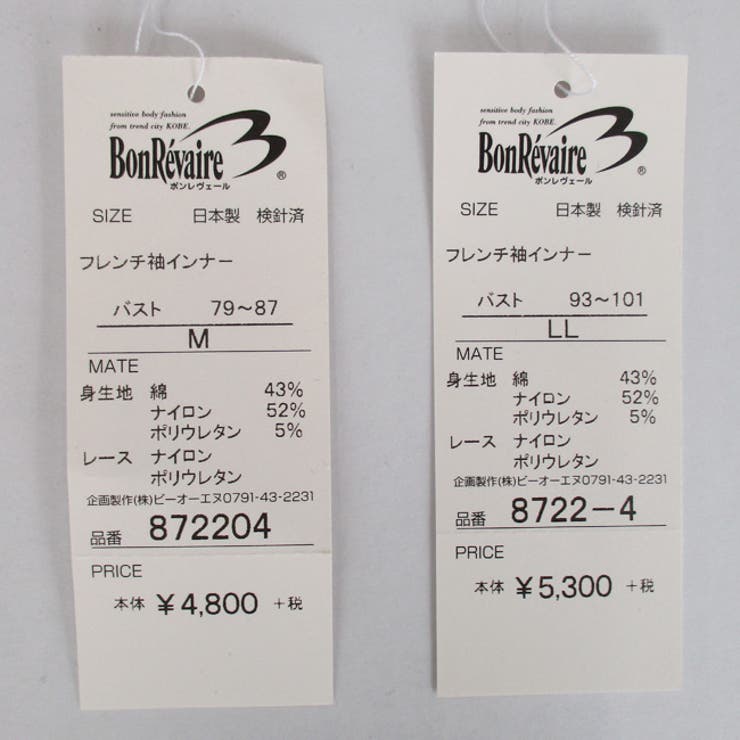 sensitive body fashion
from trend city KOBE.
BonRévaire
ボンレヴェール
®
SIZE 日本製 検針済
フレンチ袖インナー
バスト 79～87
M
MATE
身生地 綿 43%
ナイロン 52%
ポリウレタン 5%
レース ナイロン
ポリウレタン
企画製作(株)ビーオーエヌ0791-43-2231
品番 872204
PRICE
本体 ￥4,800 +税
sensitive body fashion
from trend city KOBE.
BonRévaire
ボンレヴェール
®
SIZE 日本製 検針済
フレンチ袖インナー
バスト 93～101
LL
MATE
身生地 綿 43%
ナイロン 52%
ポリウレタン 5%
レース ナイロン
ポリウレタン
企画製作(株)ビーオーエヌ0791-43-2231
品番 8722-4
PRICE
本体 ￥5,300 +税